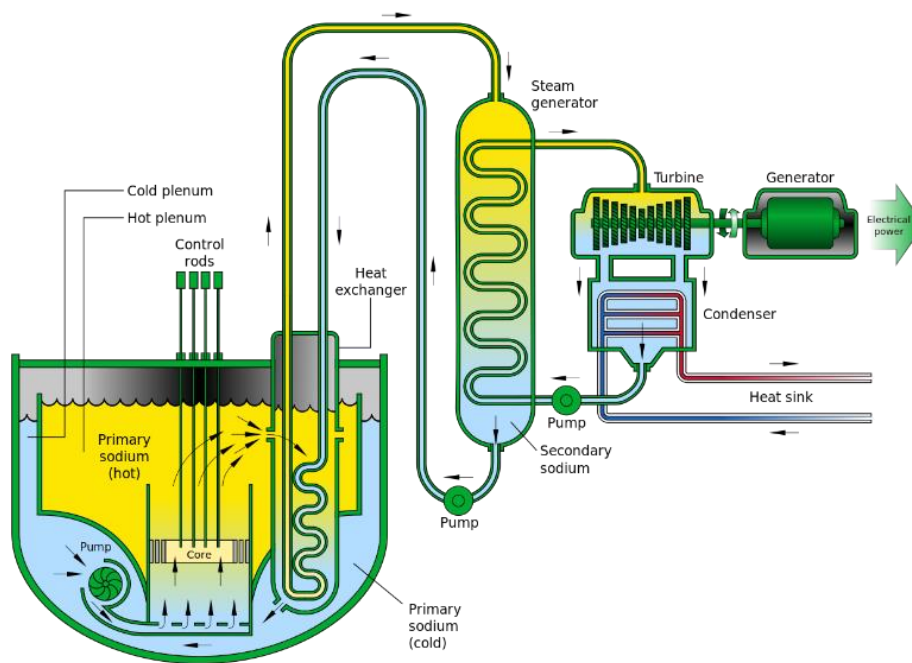 Steam
generator
Cold plenum
Hot plenum
Control
rods
Heat
exchanger
Turbine
Generator
Electrical
power
Condenser
Heat sink
Pump
Secondary
sodium
Pump
Primary
sodium
(hot)
Core
Pump
Primary
sodium
(cold)